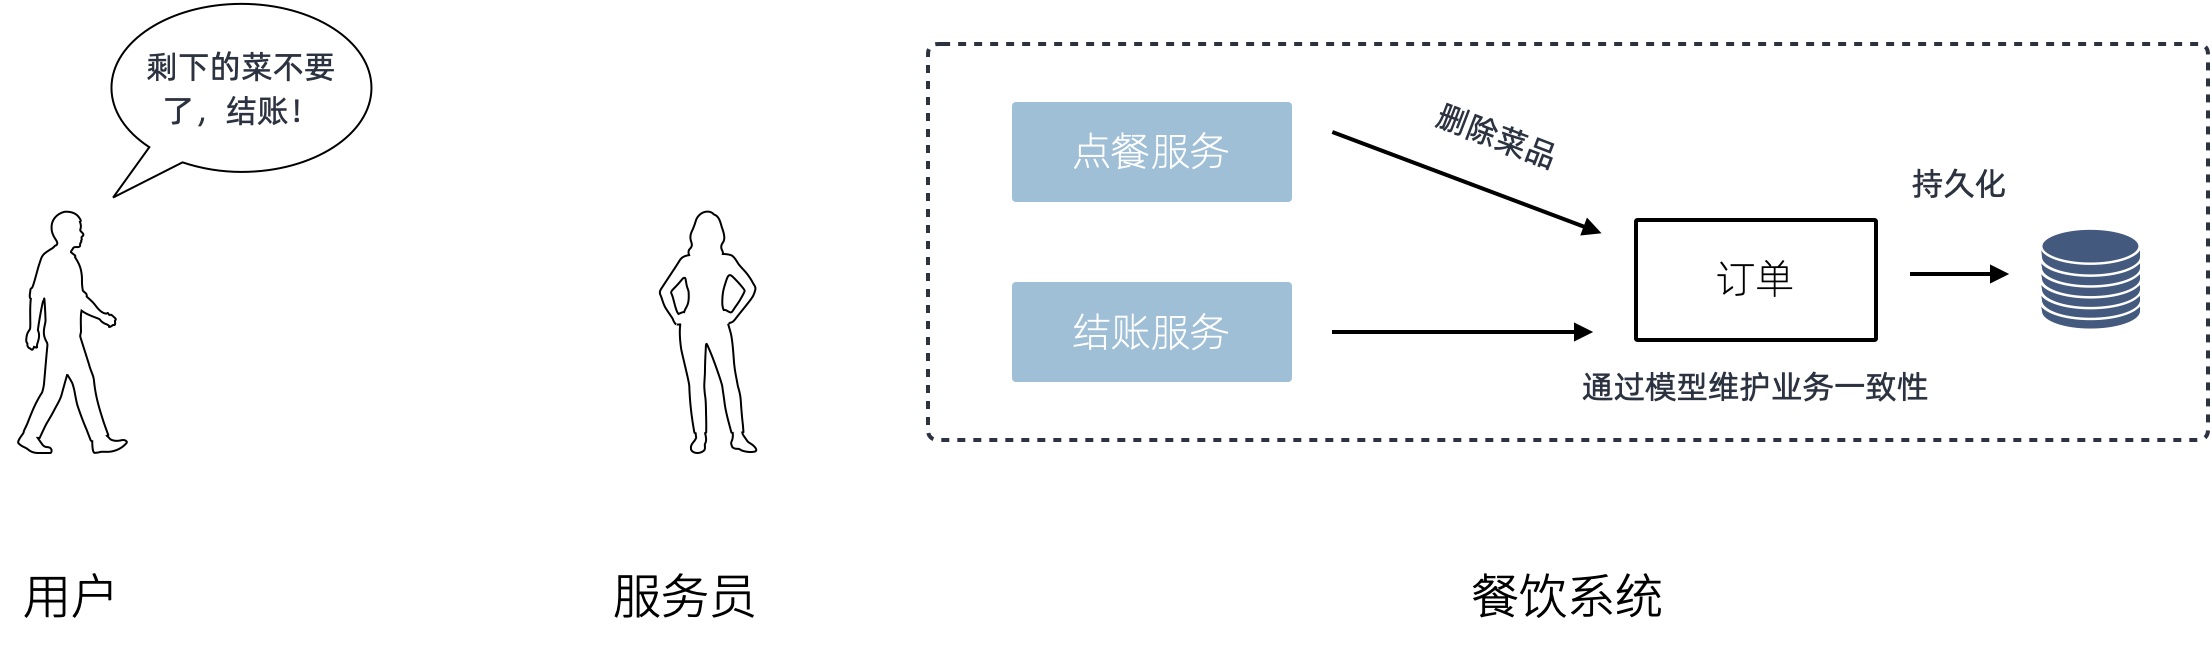 剩下的菜不要
了，结账！
点餐服务
删除菜品
持久化
订单
结账服务
通过模型维护业务一致性
用户
服务员
餐饮系统